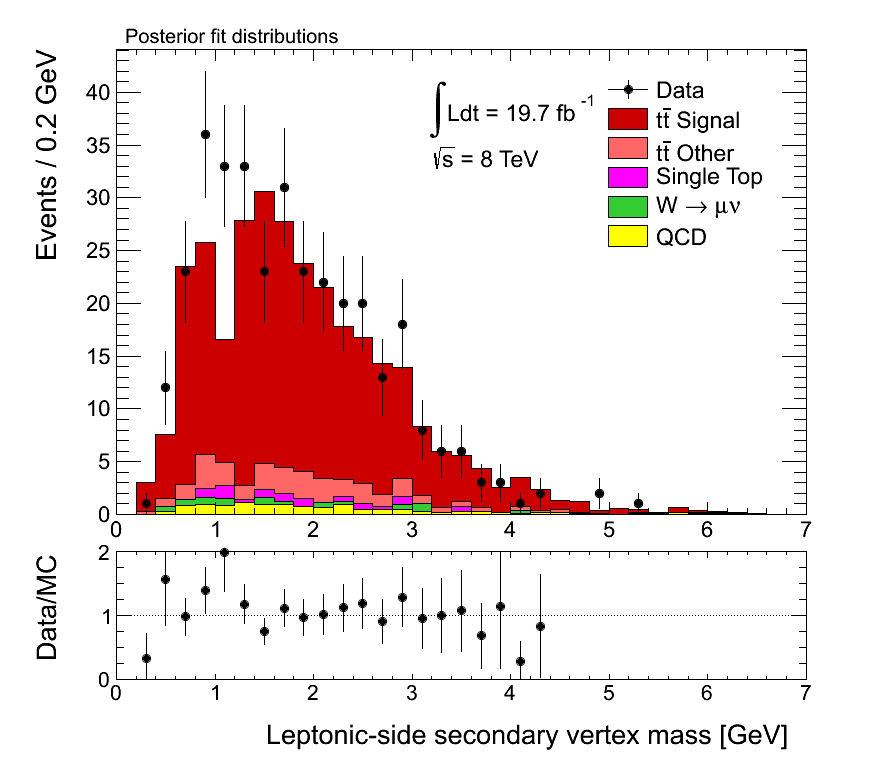 Posterior fit distributions
Events / 0.2 GeV
40
35
30
25
20
15
10
5
0
∫ Ldt = 19.7 fb⁻¹
√s = 8 TeV
Data
tt̄ Signal
tt̄ Other
Single Top
W → μν
QCD
0 1 2 3 4 5 6 7
Data/MC
2
1
0
0 1 2 3 4 5 6 7
Leptonic-side secondary vertex mass [GeV]